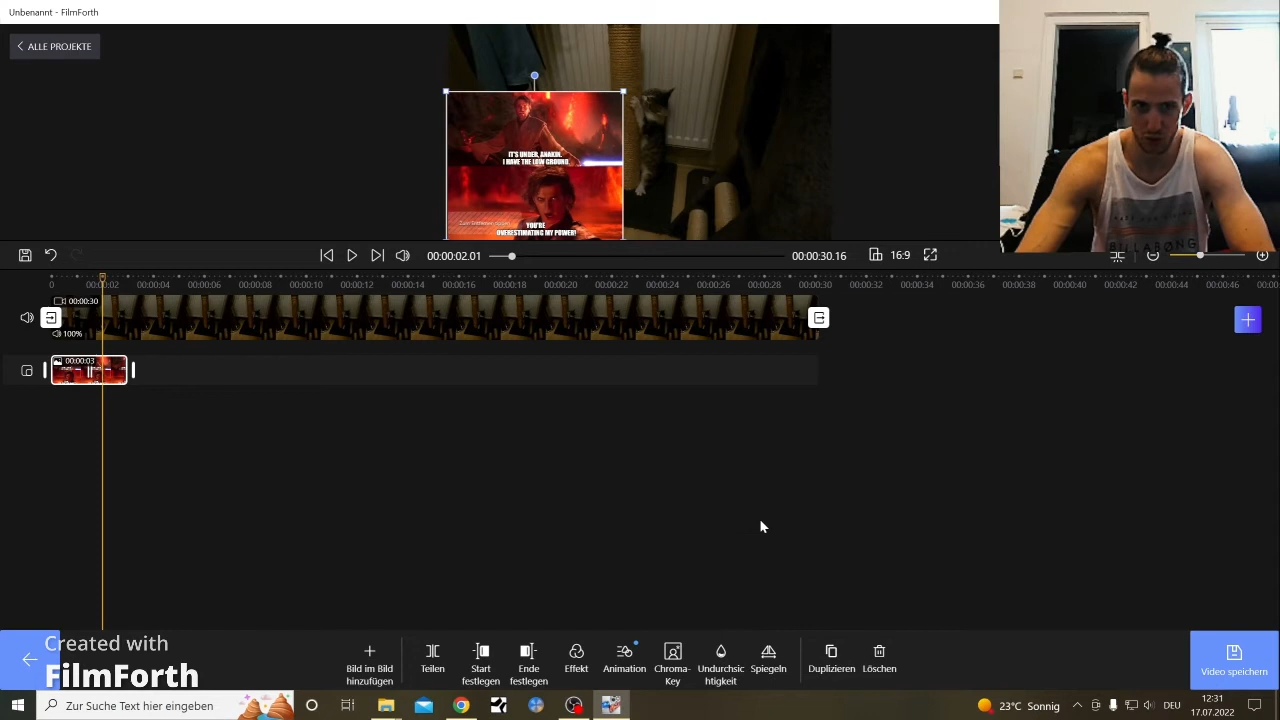 Unbenannt - FilmForth
ALLE PROJEKTE
IT'S UNDER, ANAKIN.
I HAVE THE LOW GROUND.
YOU'RE
OVERESTIMATING MY POWER!
BILLABONG
00:00:02.01
00:00:30.16
16:9
0 00:00:02 00:00:04 00:00:06 00:00:08 00:00:10 00:00:12 00:00:14 00:00:16 00:00:18 00:00:20 00:00:22 00:00:24 00:00:26 00:00:28 00:00:30 00:00:32 00:00:34 00:00:36 00:00:38 00:00:40 00:00:42 00:00:44 00:00:46 00:00:
00:00:30
100%
00:00:03
Created with
FilmForth
Bild im Bild
hinzufügen
Teilen
Start
festlegen
Ende
festlegen
Effekt
Animation
Chroma-
Key
Undurchsic
htigkeit
Spiegeln
Duplizieren
Löschen
Video speichern
Zur Suche Text hier eingeben
23°C Sonnig
DEU
12:31
17.07.2022